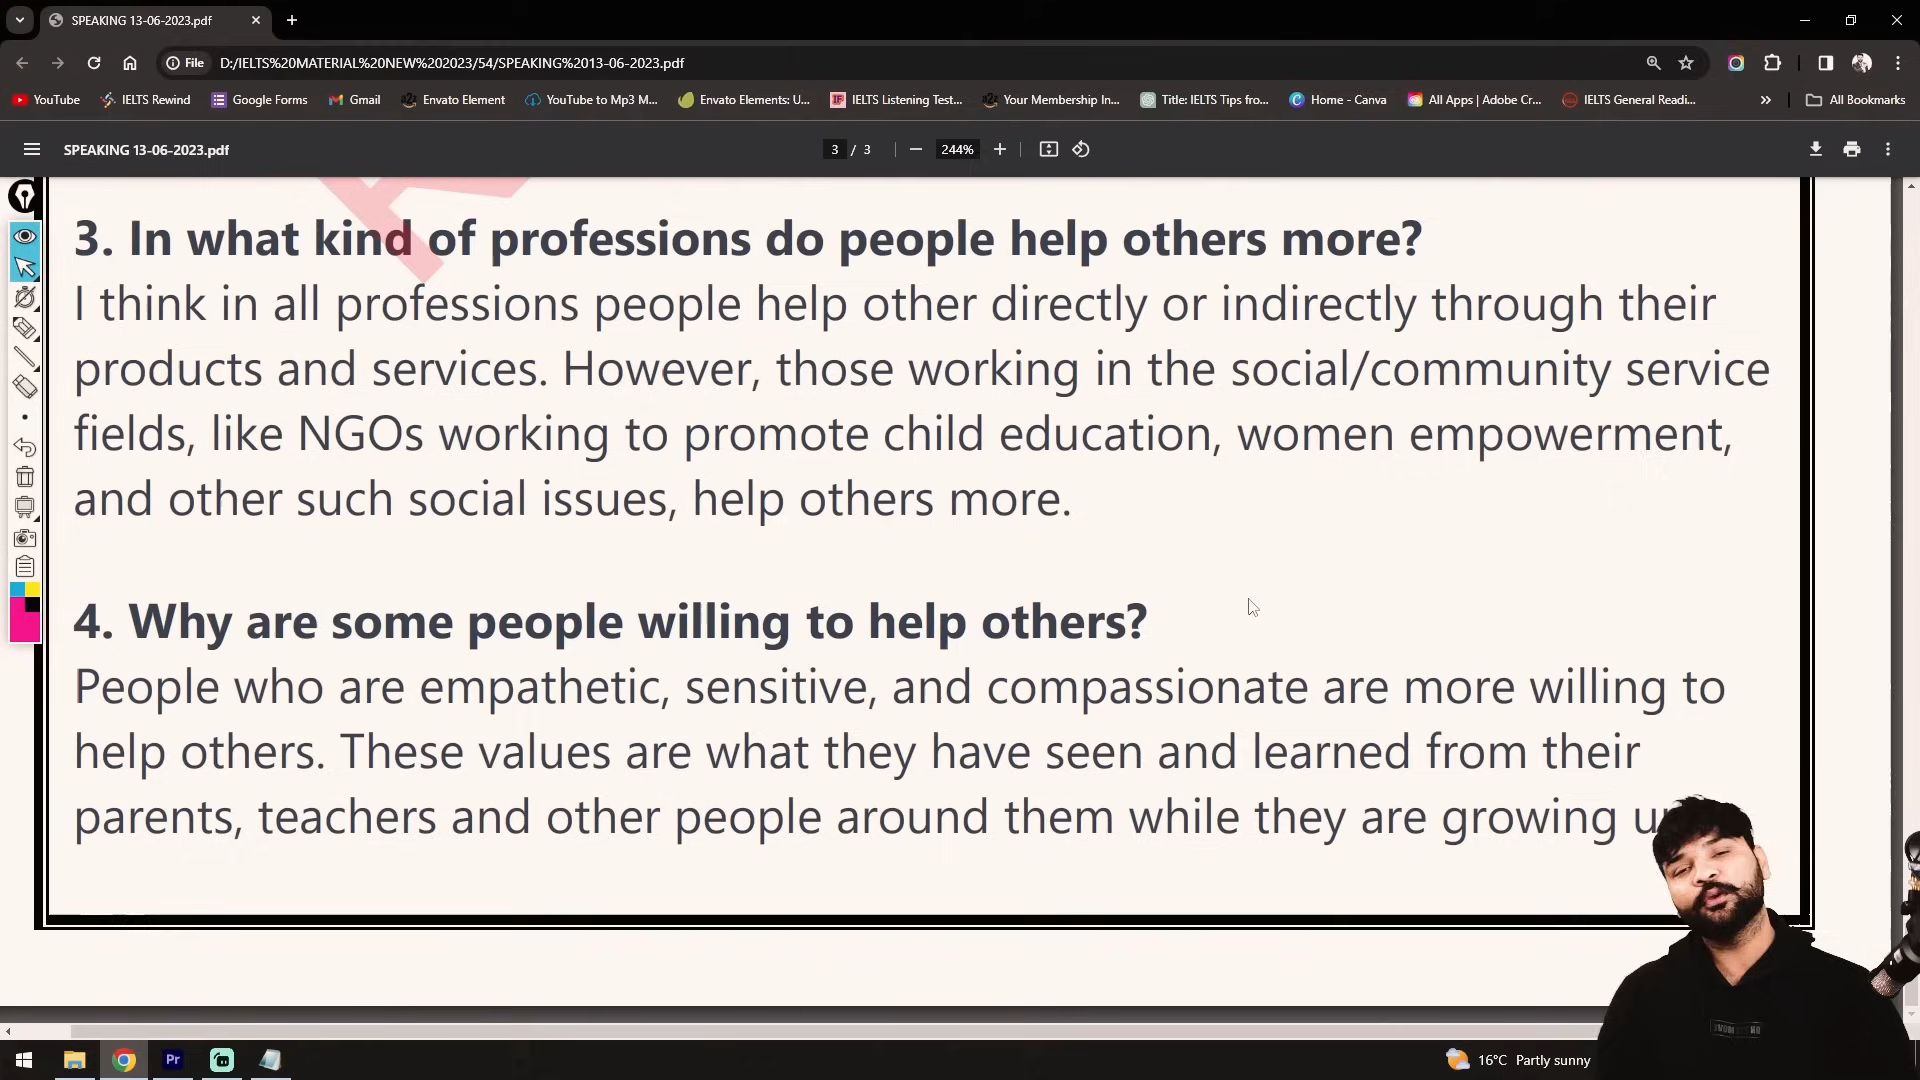 SPEAKING 13-06-2023.pdf
File D:/IELTS%20MATERIAL%20NEW%202023/54/SPEAKING%2013-06-2023.pdf
YouTube IELTS Rewind Google Forms Gmail Envato Element YouTube to Mp3 M... Envato Elements: U... IELTS Listening Test... Your Membership In... Title: IELTS Tips fro... Home - Canva All Apps | Adobe Cr... IELTS General Readi... » All Bookmarks
SPEAKING 13-06-2023.pdf 3 / 3 244%
3. In what kind of professions do people help others more?
I think in all professions people help other directly or indirectly through their
products and services. However, those working in the social/community service
fields, like NGOs working to promote child education, women empowerment,
and other such social issues, help others more.
4. Why are some people willing to help others?
People who are empathetic, sensitive, and compassionate are more willing to
help others. These values are what they have seen and learned from their
parents, teachers and other people around them while they are growing
Pr 16°C Partly sunny